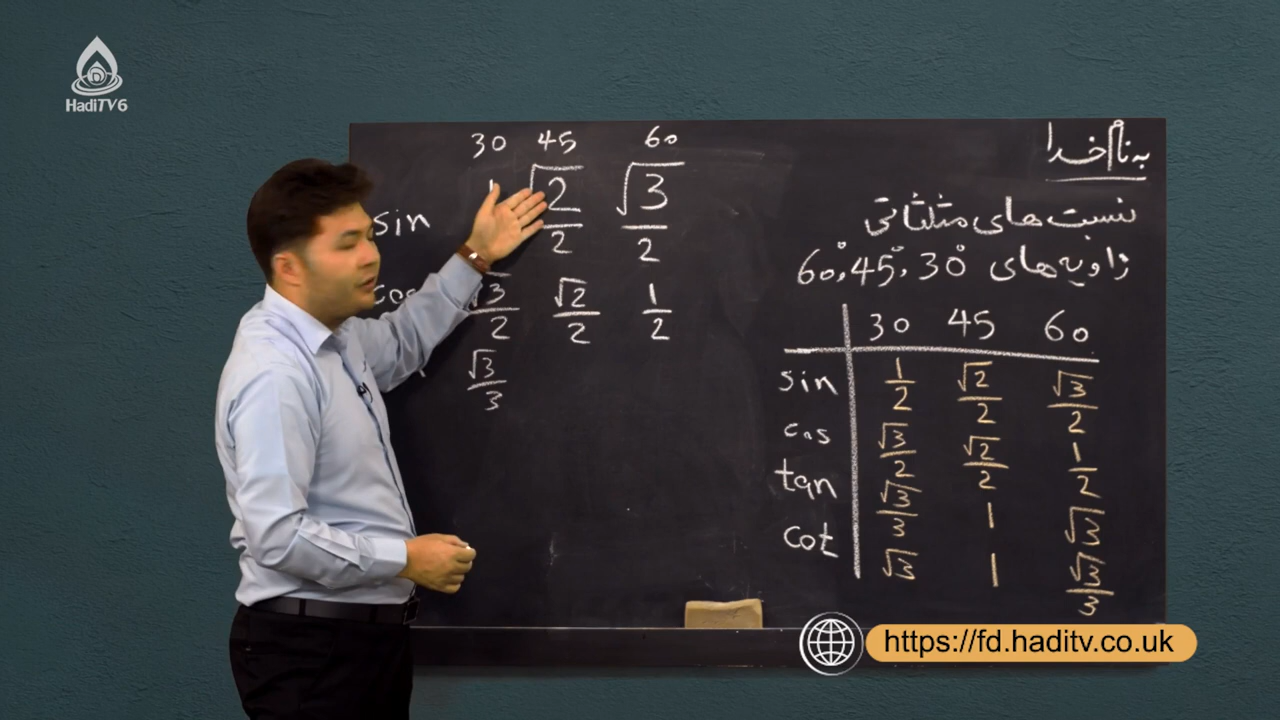 HadiTV6
به نام خدا
نسبت های مثلثاتی
زاویه های 30°، 45°، 60°
30 45 60
sin 1/2 √2/2 √3/2
cos √3/2 √2/2 1/2
tan √3/3 1 √3
cot √3 1 √3/3
30 45 60
sin √2/2 √3/2
cos √3/2 √2/2 1/2
√3/3
https://fd.haditv.co.uk